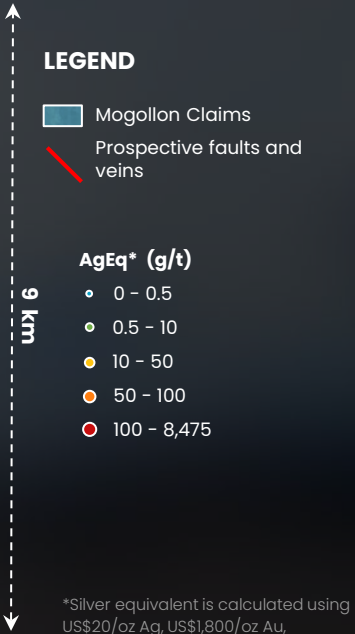 LEGEND
Mogollon Claims
Prospective faults and
veins
AgEq* (g/t)
0 - 0.5
0.5 - 10
10 - 50
50 - 100
100 - 8,475
9 km
*Silver equivalent is calculated using
US$20/oz Ag, US$1,800/oz Au,